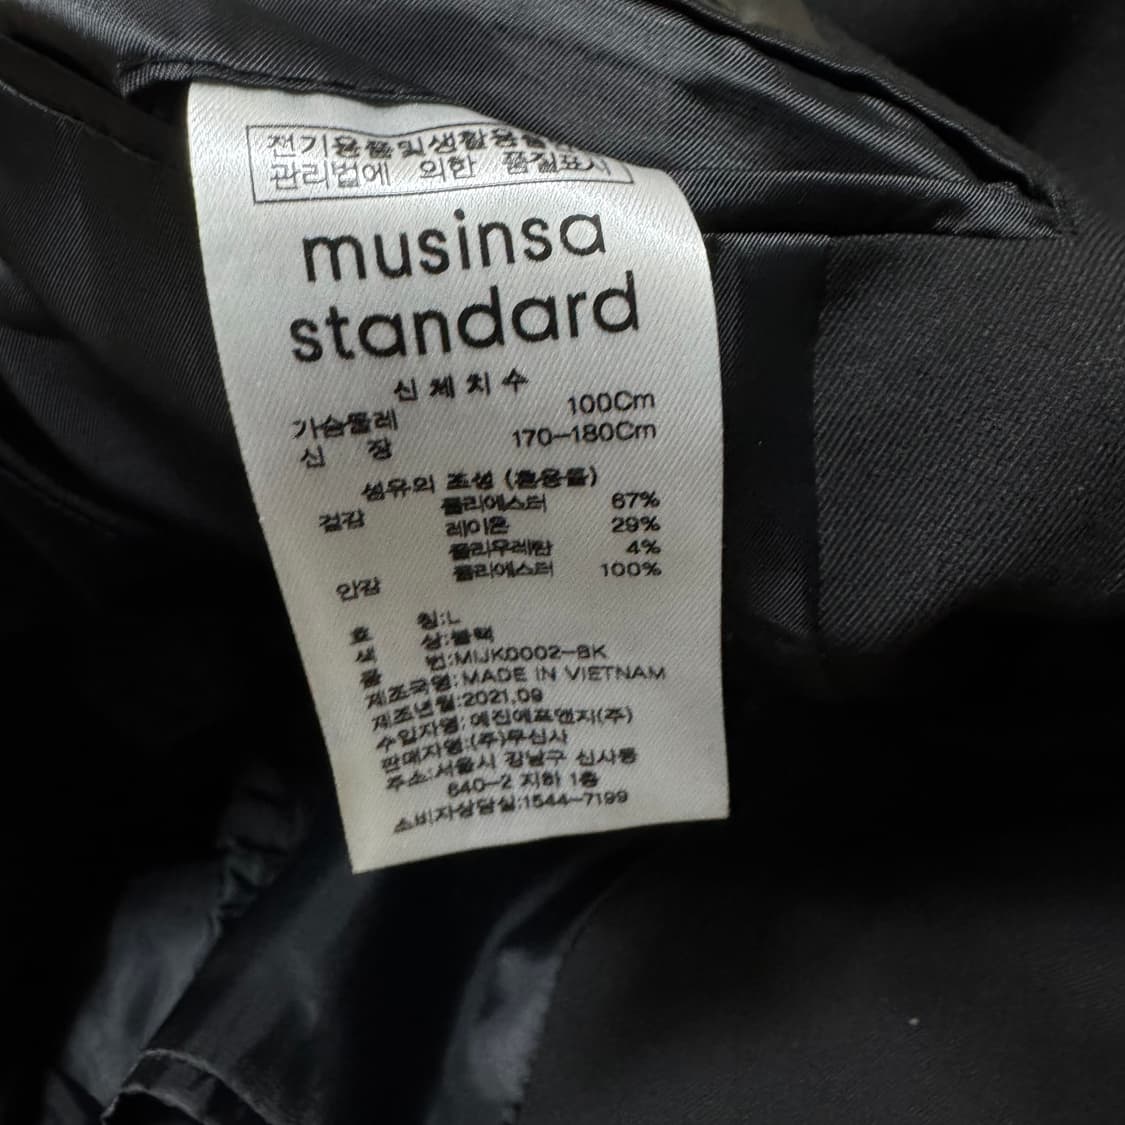 전기용품및생활용품
관리법에 의한 품질표시
musinsa
standard
신체치수
가슴둘레 100Cm
신 장 170-180Cm
섬유의 조성 (혼용률)
겉감 폴리에스터 67%
레이온 29%
폴리우레탄 4%
안감 폴리에스터 100%
호 칭:L
색 상:블랙
품 번:MIJK0002-BK
제조국명:MADE IN VIETNAM
제조년월:2021.09
수입자명:예진에프앤지(주)
판매자명:(주)무신사
주소:서울시 강남구 신사동
640-2 지하 1층
소비자상담실:1544-7199